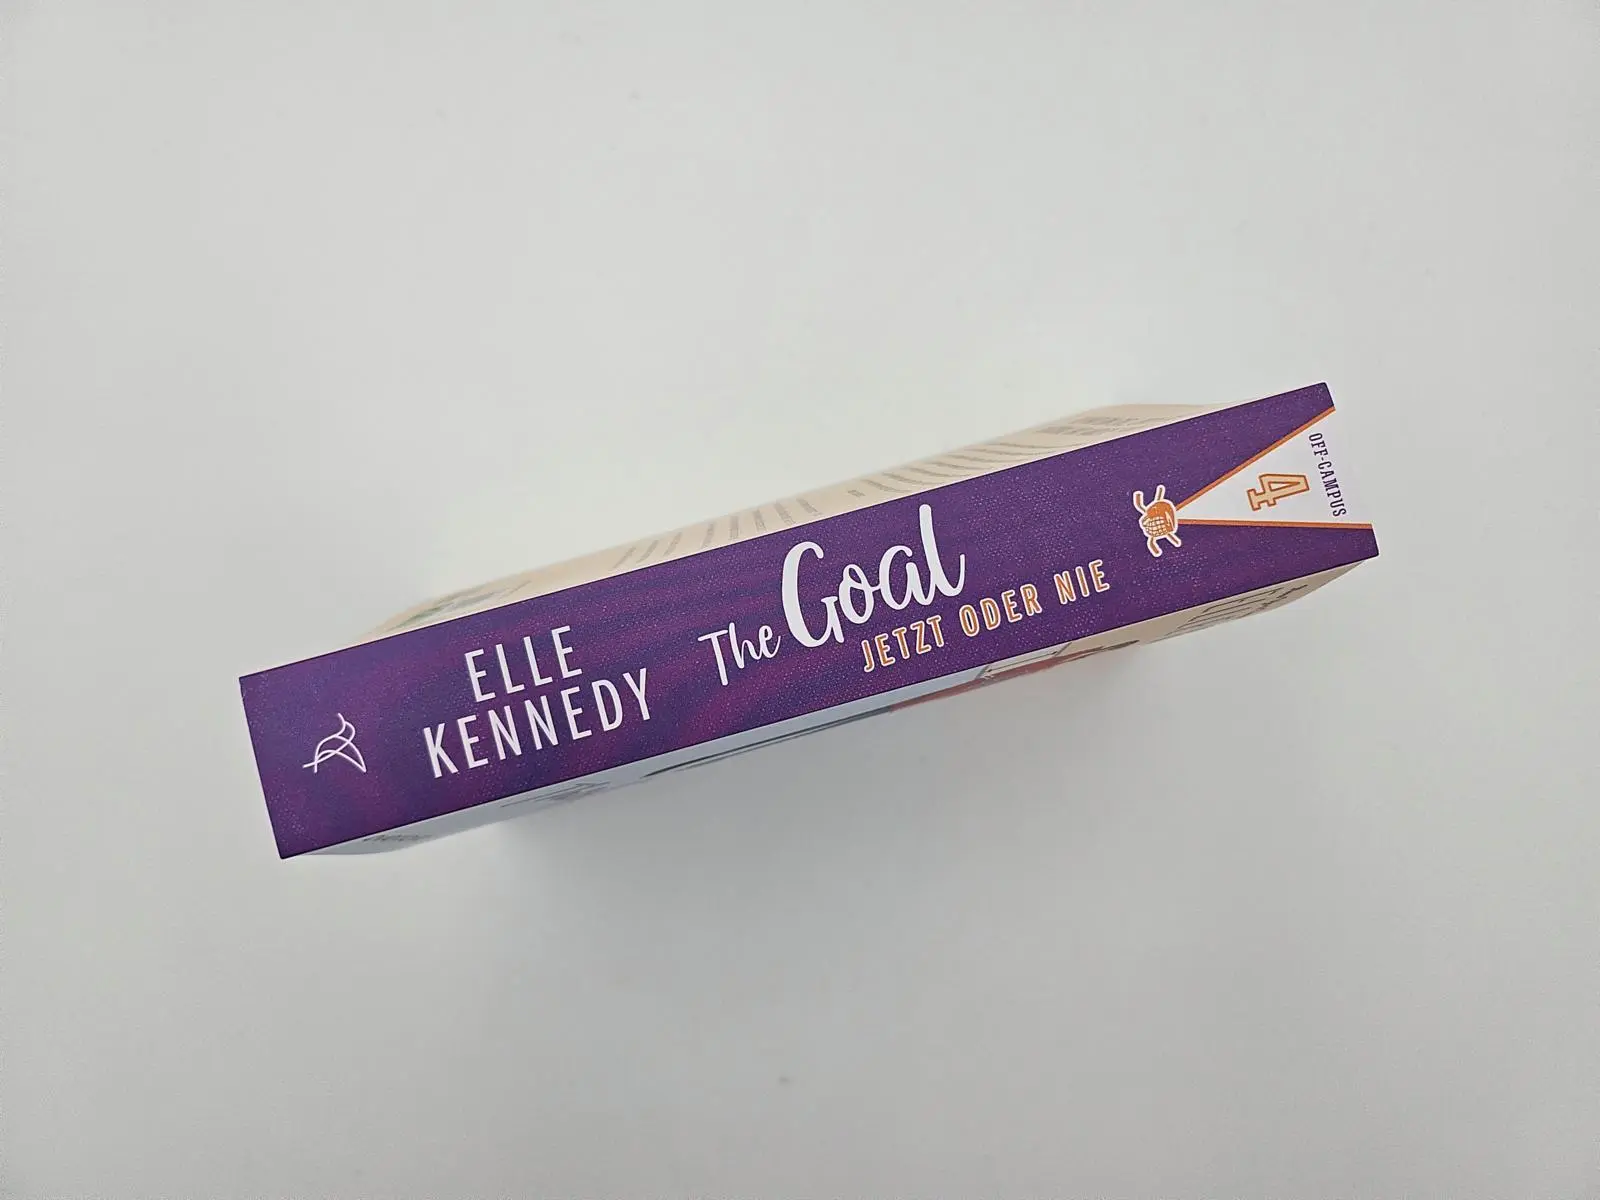 ELLE
KENNEDY
The Goal
JETZT ODER NIE
4
OFF-CAMPUS